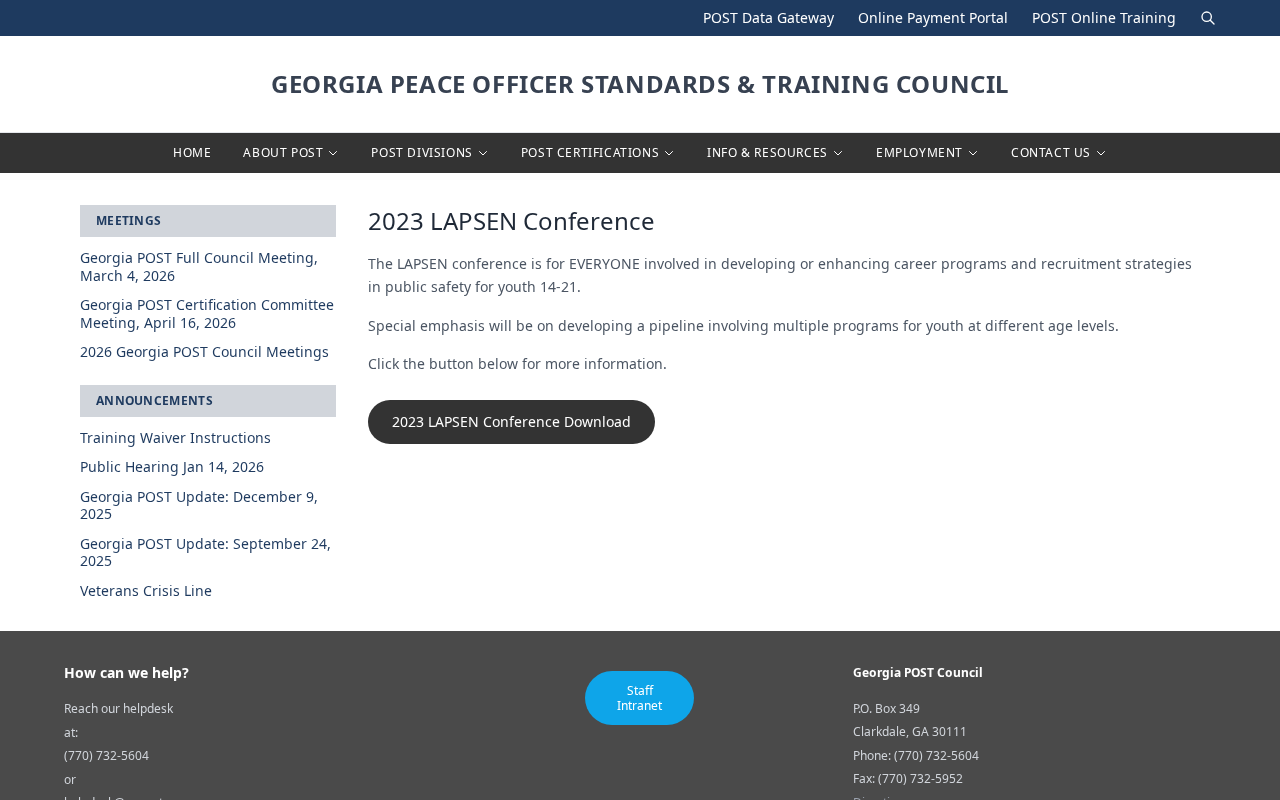 POST Data Gateway Online Payment Portal POST Online Training
GEORGIA PEACE OFFICER STANDARDS & TRAINING COUNCIL
HOME ABOUT POST POST DIVISIONS POST CERTIFICATIONS INFO & RESOURCES EMPLOYMENT CONTACT US
MEETINGS
Georgia POST Full Council Meeting,
March 4, 2026
Georgia POST Certification Committee
Meeting, April 16, 2026
2026 Georgia POST Council Meetings
ANNOUNCEMENTS
Training Waiver Instructions
Public Hearing Jan 14, 2026
Georgia POST Update: December 9,
2025
Georgia POST Update: September 24,
2025
Veterans Crisis Line
2023 LAPSEN Conference
The LAPSEN conference is for EVERYONE involved in developing or enhancing career programs and recruitment strategies
in public safety for youth 14-21.
Special emphasis will be on developing a pipeline involving multiple programs for youth at different age levels.
Click the button below for more information.
2023 LAPSEN Conference Download
How can we help?
Reach our helpdesk
at:
(770) 732-5604
or
Staff
Intranet
Georgia POST Council
P.O. Box 349
Clarkdale, GA 30111
Phone: (770) 732-5604
Fax: (770) 732-5952